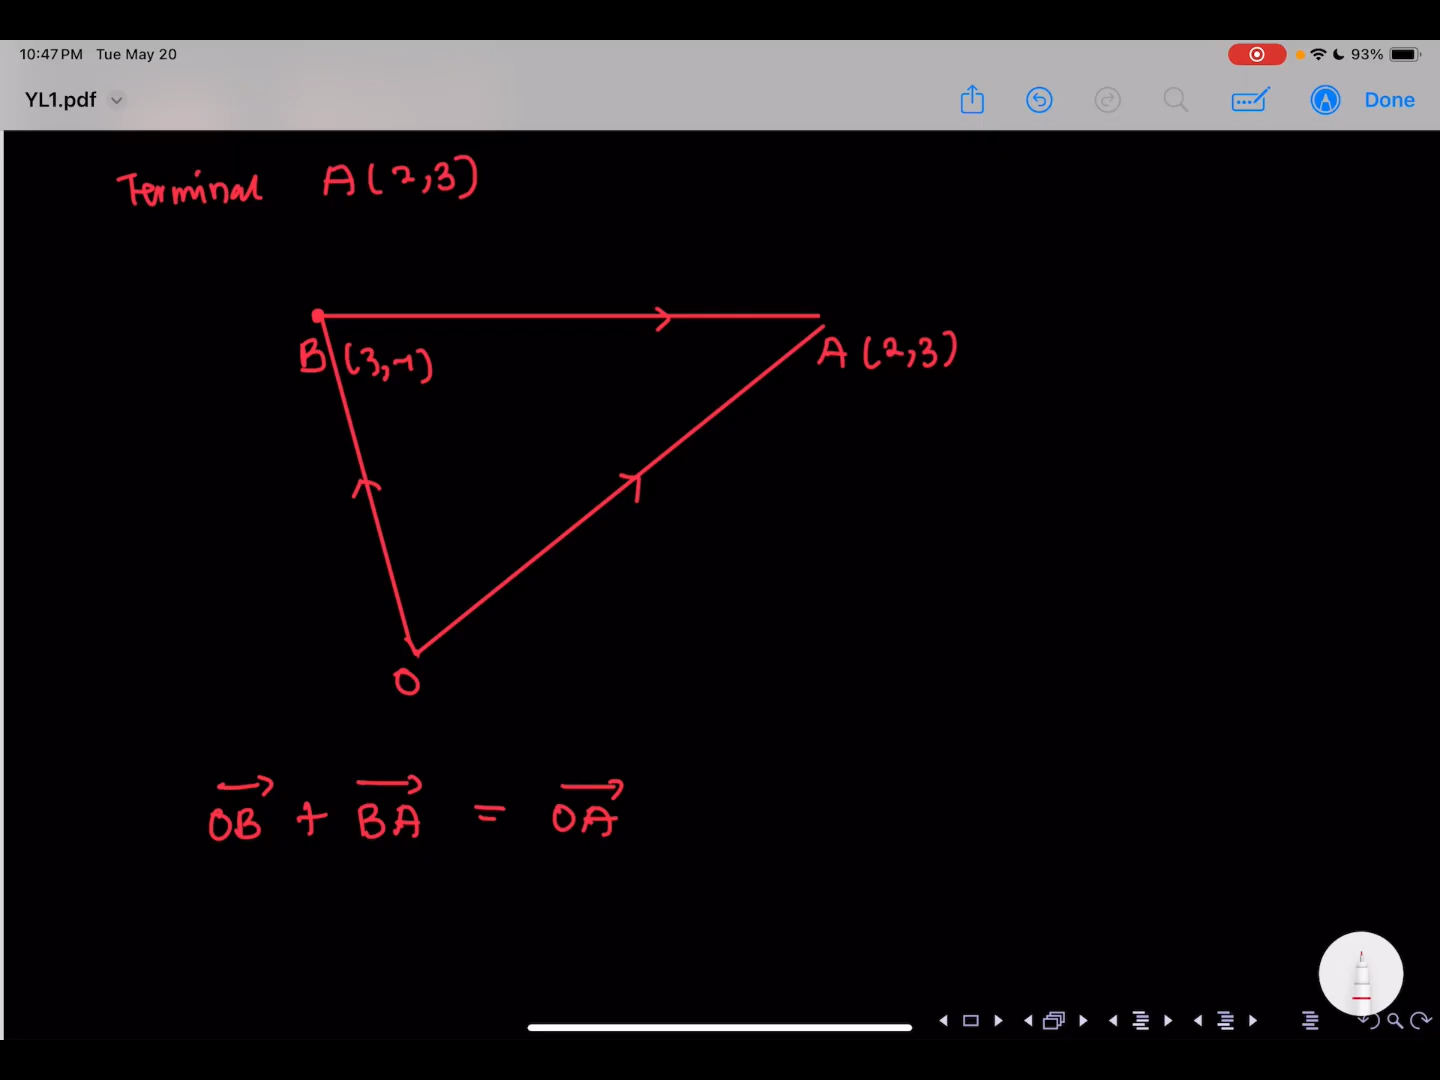 10:47 PM Tue May 20 93%
YL1.pdf Done
Terminal A(2,3)
B(3,-1) A(2,3)
O
OB + BA = OA